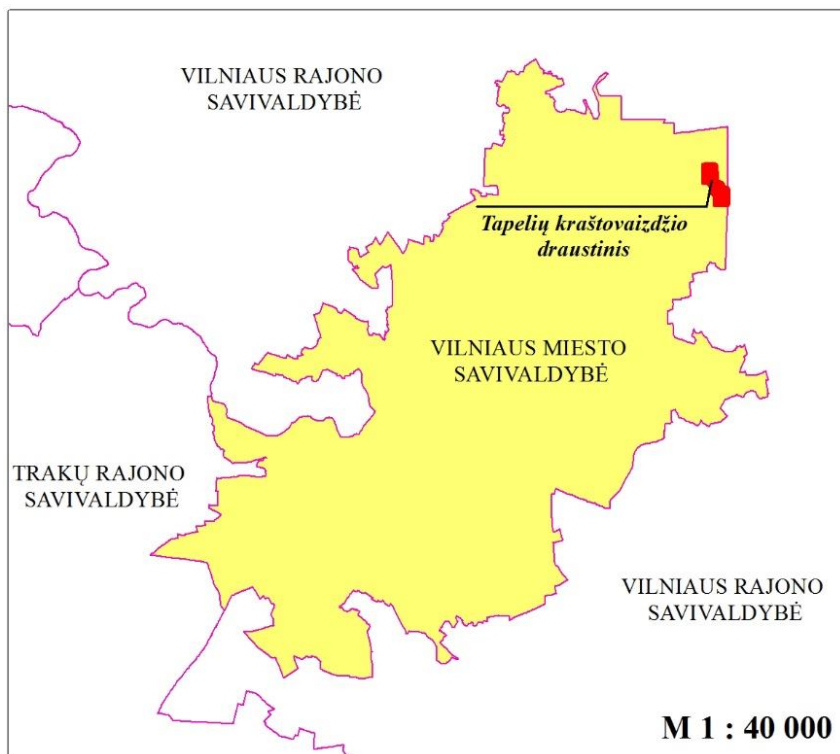 VILNIAUS RAJONO
SAVIVALDYBĖ
Tapelių kraštovaizdžio
draustinis
VILNIAUS MIESTO
SAVIVALDYBĖ
TRAKŲ RAJONO
SAVIVALDYBĖ
VILNIAUS RAJONO
SAVIVALDYBĖ
M 1 : 40 000